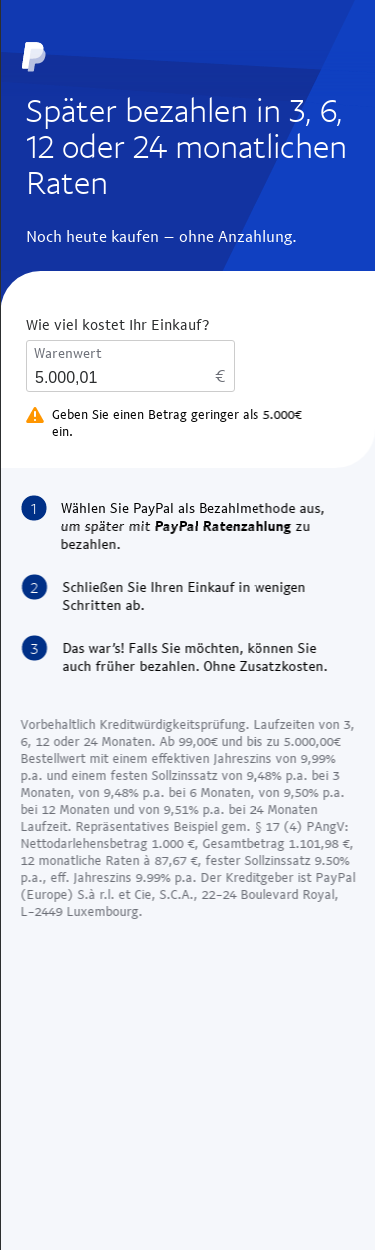 Später bezahlen in 3, 6,
12 oder 24 monatlichen
Raten
Noch heute kaufen – ohne Anzahlung.
Wie viel kostet Ihr Einkauf?
Warenwert
5.000,01 €
Geben Sie einen Betrag geringer als 5.000€
ein.
1 Wählen Sie PayPal als Bezahlmethode aus,
um später mit PayPal Ratenzahlung zu
bezahlen.
2 Schließen Sie Ihren Einkauf in wenigen
Schritten ab.
3 Das war's! Falls Sie möchten, können Sie
auch früher bezahlen. Ohne Zusatzkosten.
Vorbehaltlich Kreditwürdigkeitsprüfung. Laufzeiten von 3,
6, 12 oder 24 Monaten. Ab 99,00€ und bis zu 5.000,00€
Bestellwert mit einem effektiven Jahreszins von 9,99%
p.a. und einem festen Sollzinssatz von 9,48% p.a. bei 3
Monaten, von 9,48% p.a. bei 6 Monaten, von 9,50% p.a.
bei 12 Monaten und von 9,51% p.a. bei 24 Monaten
Laufzeit. Repräsentatives Beispiel gem. § 17 (4) PAngV:
Nettodarlehensbetrag 1.000 €, Gesamtbetrag 1.101,98 €,
12 monatliche Raten à 87,67 €, fester Sollzinssatz 9.50%
p.a., eff. Jahreszins 9.99% p.a. Der Kreditgeber ist PayPal
(Europe) S.à r.l. et Cie, S.C.A., 22-24 Boulevard Royal,
L-2449 Luxembourg.